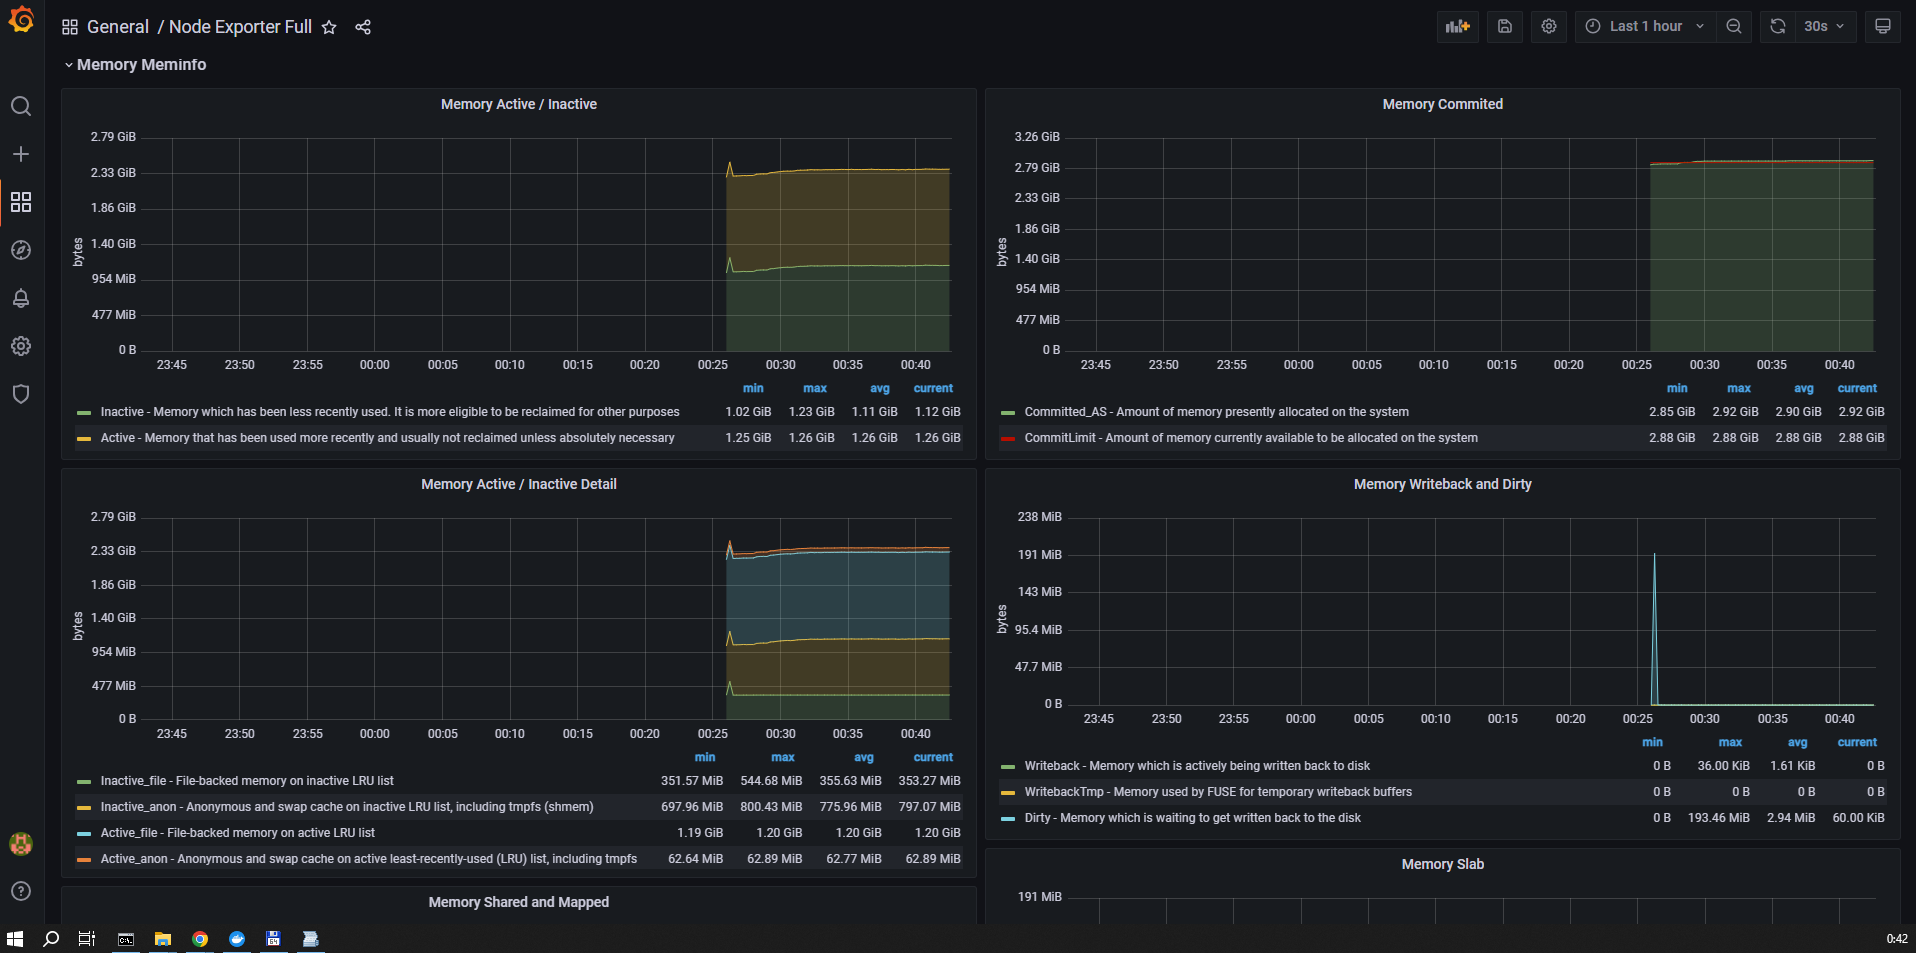 General / Node Exporter Full
Last 1 hour
30s
Memory Meminfo
Memory Active / Inactive
2.79 GiB
2.33 GiB
1.86 GiB
1.40 GiB
954 MiB
477 MiB
0 B
bytes
23:45 23:50 23:55 00:00 00:05 00:10 00:15 00:20 00:25 00:30 00:35 00:40
min max avg current
Inactive - Memory which has been less recently used. It is more eligible to be reclaimed for other purposes 1.02 GiB 1.23 GiB 1.11 GiB 1.12 GiB
Active - Memory that has been used more recently and usually not reclaimed unless absolutely necessary 1.25 GiB 1.26 GiB 1.26 GiB 1.26 GiB
Memory Commited
3.26 GiB
2.79 GiB
2.33 GiB
1.86 GiB
1.40 GiB
954 MiB
477 MiB
0 B
bytes
23:45 23:50 23:55 00:00 00:05 00:10 00:15 00:20 00:25 00:30 00:35 00:40
min max avg current
Committed_AS - Amount of memory presently allocated on the system 2.85 GiB 2.92 GiB 2.90 GiB 2.92 GiB
CommitLimit - Amount of memory currently available to be allocated on the system 2.88 GiB 2.88 GiB 2.88 GiB 2.88 GiB
Memory Active / Inactive Detail
2.79 GiB
2.33 GiB
1.86 GiB
1.40 GiB
954 MiB
477 MiB
0 B
bytes
23:45 23:50 23:55 00:00 00:05 00:10 00:15 00:20 00:25 00:30 00:35 00:40
min max avg current
Inactive_file - File-backed memory on inactive LRU list 351.57 MiB 544.68 MiB 355.63 MiB 353.27 MiB
Inactive_anon - Anonymous and swap cache on inactive LRU list, including tmpfs (shmem) 697.96 MiB 800.43 MiB 775.96 MiB 797.07 MiB
Active_file - File-backed memory on active LRU list 1.19 GiB 1.20 GiB 1.20 GiB 1.20 GiB
Active_anon - Anonymous and swap cache on active least-recently-used (LRU) list, including tmpfs 62.64 MiB 62.89 MiB 62.77 MiB 62.89 MiB
Memory Writeback and Dirty
238 MiB
191 MiB
143 MiB
95.4 MiB
47.7 MiB
0 B
bytes
23:45 23:50 23:55 00:00 00:05 00:10 00:15 00:20 00:25 00:30 00:35 00:40
min max avg current
Writeback - Memory which is actively being written back to disk 0 B 36.00 KiB 1.61 KiB 0 B
WritebackTmp - Memory used by FUSE for temporary writeback buffers 0 B 0 B 0 B 0 B
Dirty - Memory which is waiting to get written back to the disk 0 B 193.46 MiB 2.94 MiB 60.00 KiB
Memory Shared and Mapped
Memory Slab
191 MiB
C:\_
64
0:42